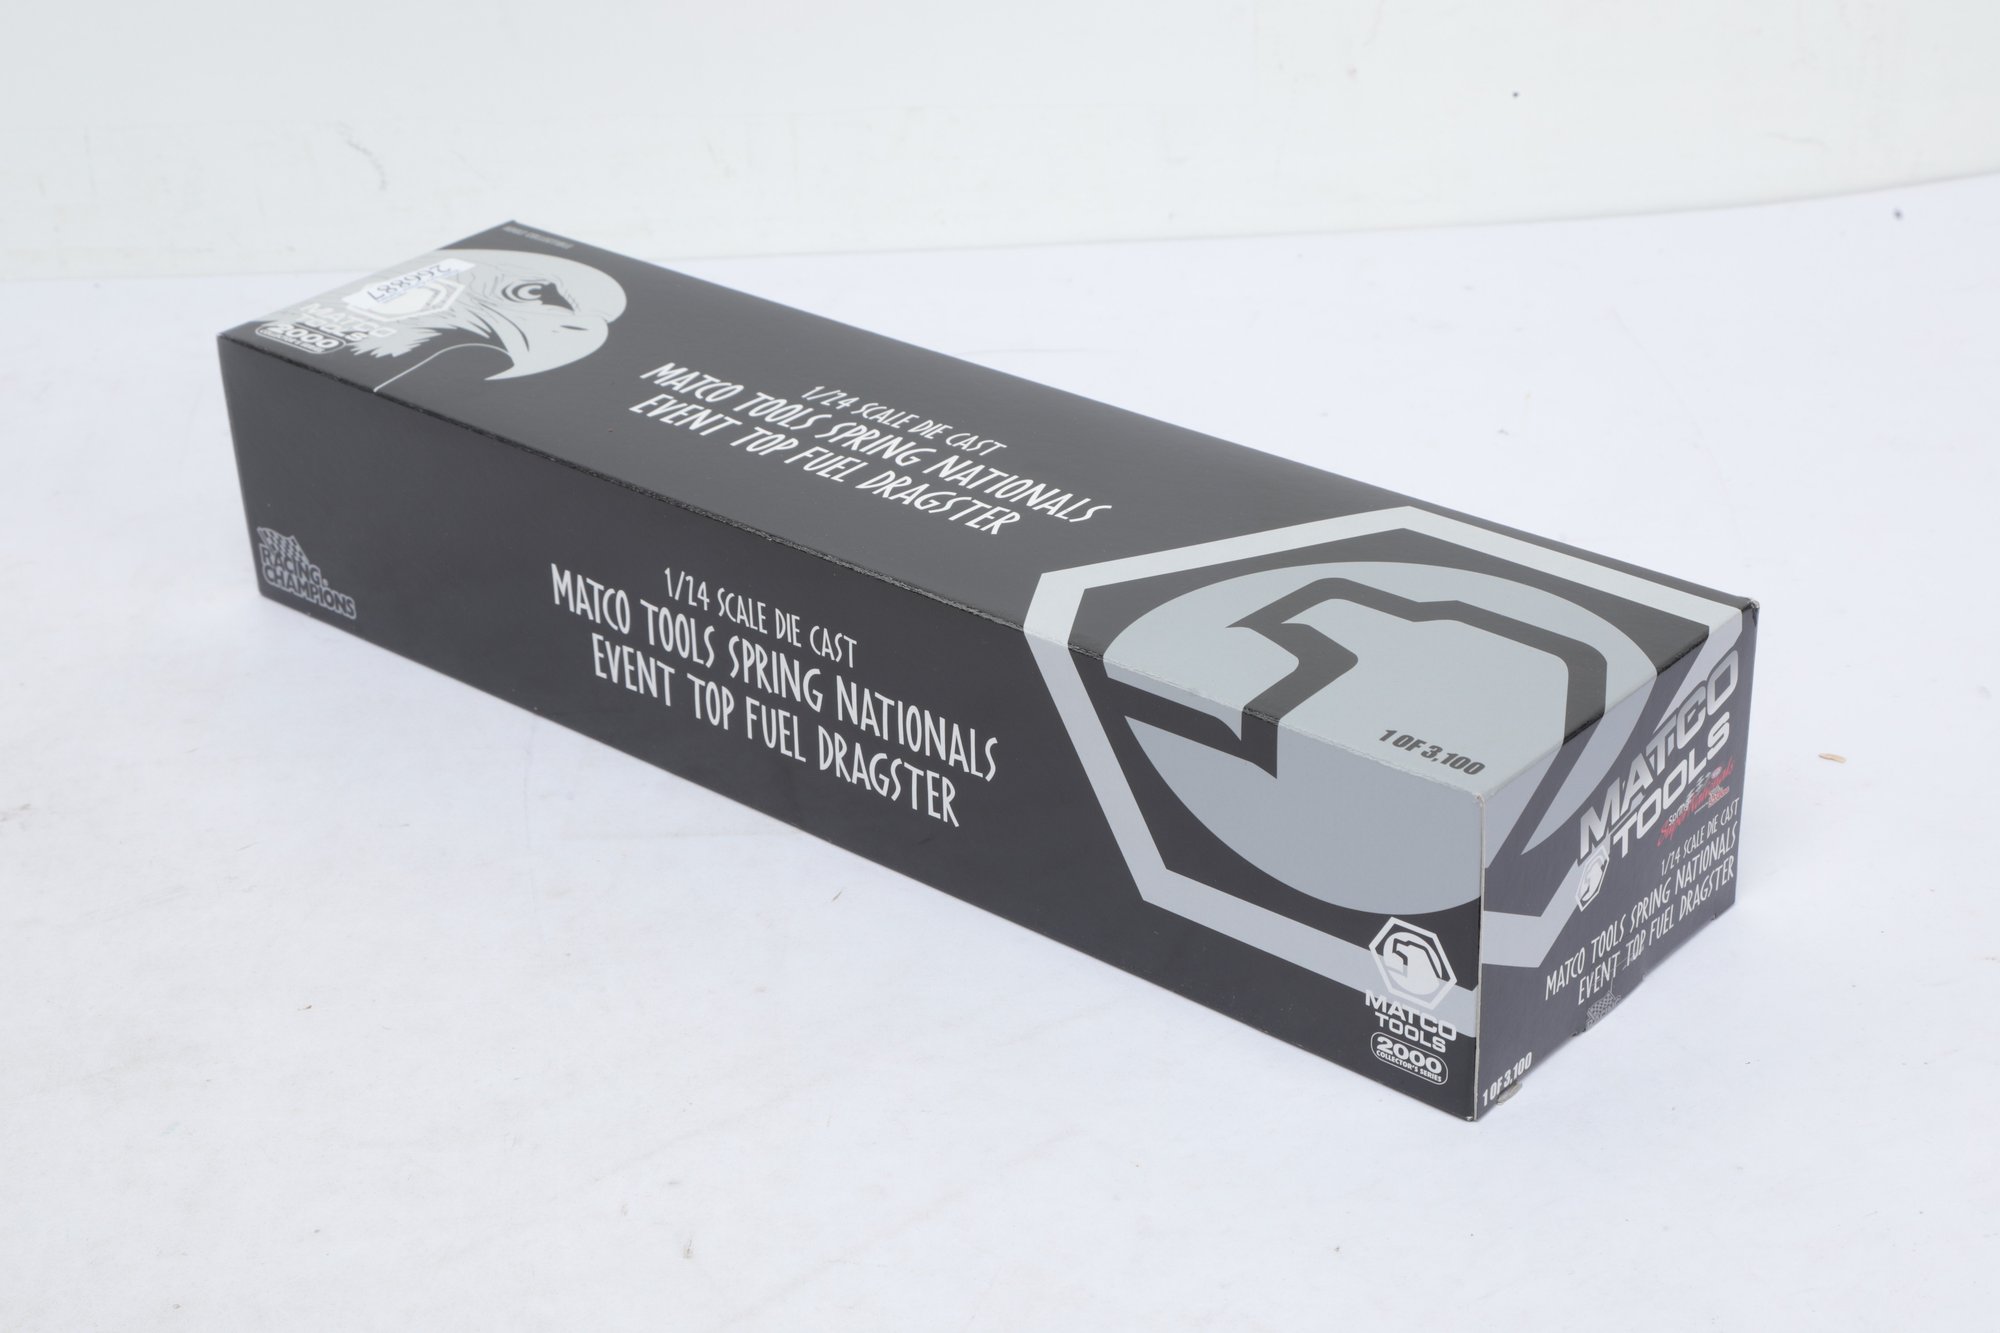 266887
MATCO
TOOLS
2000
COLLECTOR'S SERIES
1/24 SCALE DIE CAST
MATCO TOOLS SPRING NATIONALS
EVENT TOP FUEL DRAGSTER
1 OF 3,100
RACING
CHAMPIONS
1/24 SCALE DIE CAST
MATCO TOOLS SPRING NATIONALS
EVENT TOP FUEL DRAGSTER
MATCO
TOOLS
2000
COLLECTOR'S SERIES
MATCO
TOOLS
1/24 SCALE DIE CAST
MATCO TOOLS SPRING NATIONALS
EVENT TOP FUEL DRAGSTER
1 OF 3,100